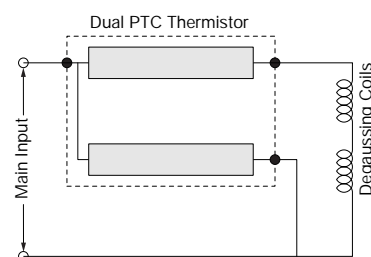 Dual PTC Thermistor
Main Input
Degaussing Coils